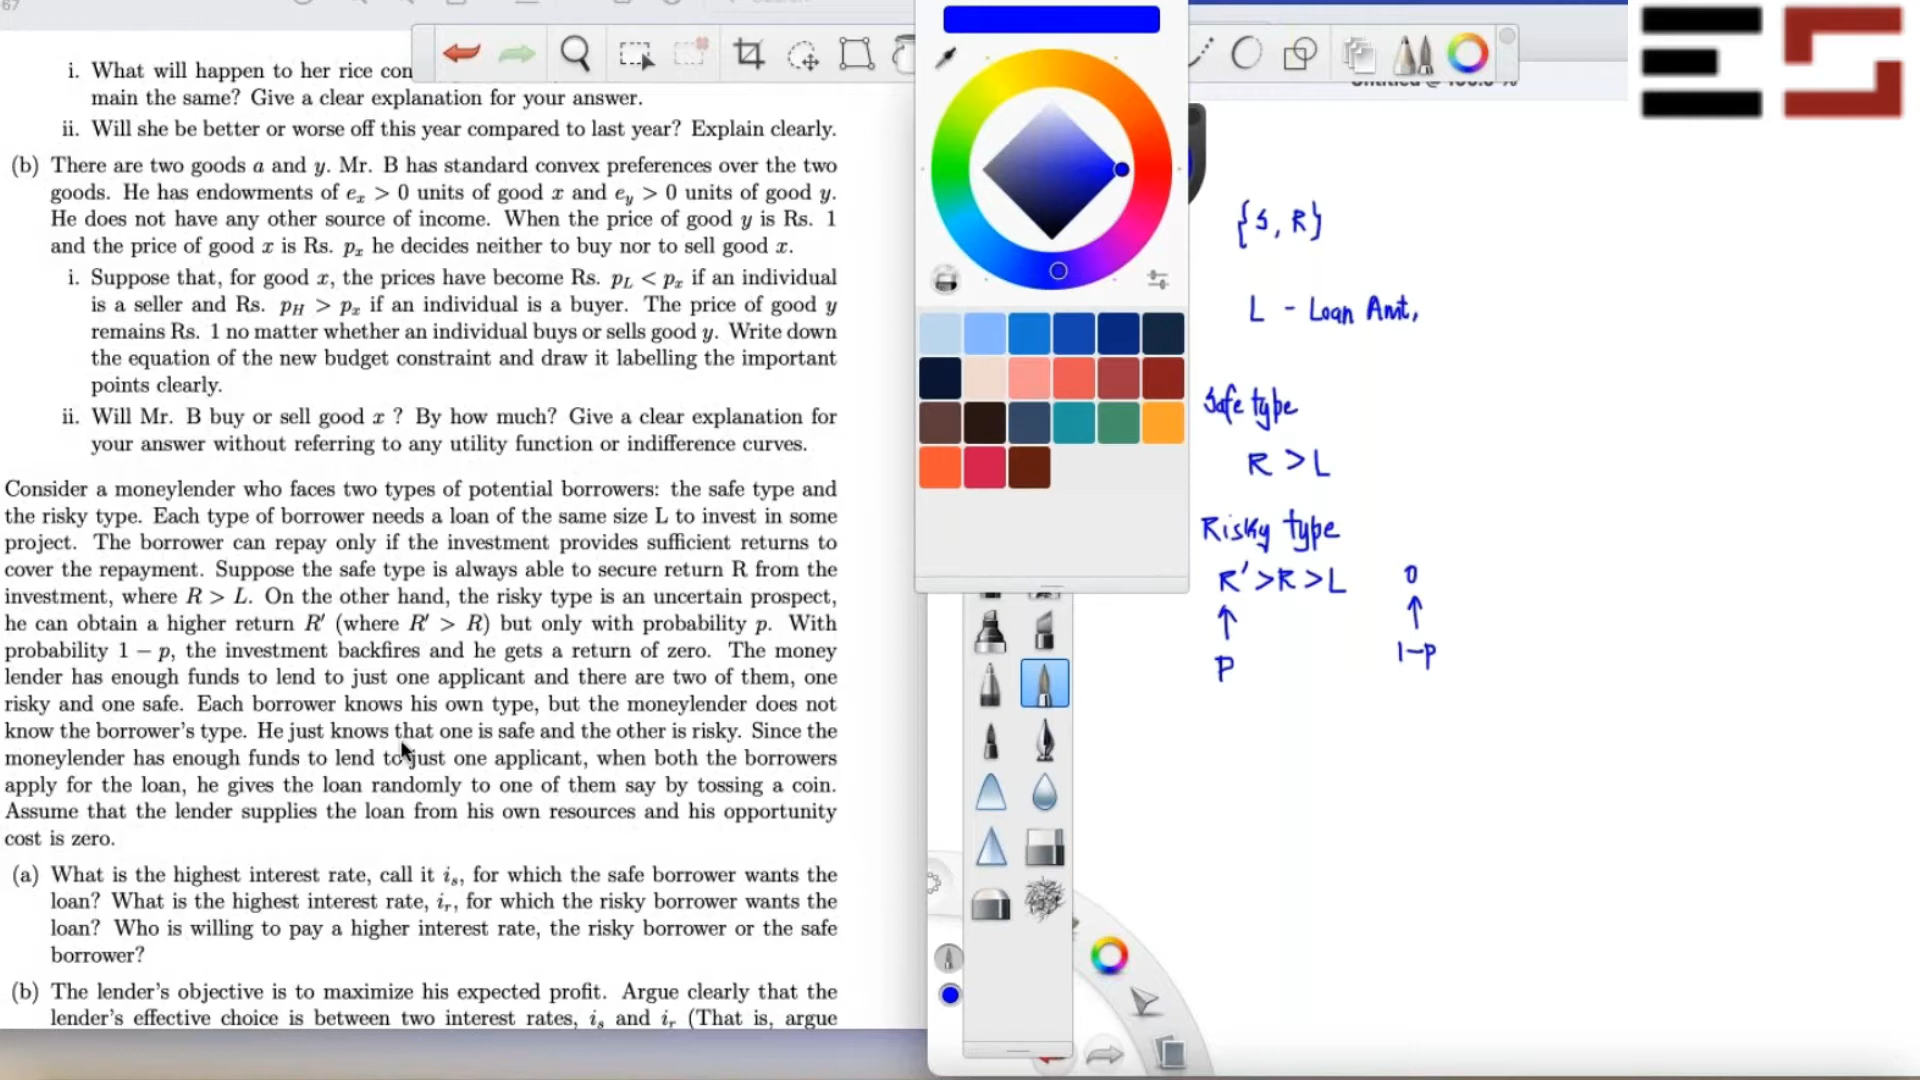 67
i. What will happen to her rice con
main the same? Give a clear explanation for your answer.
ii. Will she be better or worse off this year compared to last year? Explain clearly.
(b) There are two goods a and y. Mr. B has standard convex preferences over the two
goods. He has endowments of eₓ > 0 units of good x and e_y > 0 units of good y.
He does not have any other source of income. When the price of good y is Rs. 1
and the price of good x is Rs. pₓ he decides neither to buy nor to sell good x.
i. Suppose that, for good x, the prices have become Rs. p_L < pₓ if an individual
is a seller and Rs. p_H > pₓ if an individual is a buyer. The price of good y
remains Rs. 1 no matter whether an individual buys or sells good y. Write down
the equation of the new budget constraint and draw it labelling the important
points clearly.
ii. Will Mr. B buy or sell good x ? By how much? Give a clear explanation for
your answer without referring to any utility function or indifference curves.
Consider a moneylender who faces two types of potential borrowers: the safe type and
the risky type. Each type of borrower needs a loan of the same size L to invest in some
project. The borrower can repay only if the investment provides sufficient returns to
cover the repayment. Suppose the safe type is always able to secure return R from the
investment, where R > L. On the other hand, the risky type is an uncertain prospect,
he can obtain a higher return R′ (where R′ > R) but only with probability p. With
probability 1 − p, the investment backfires and he gets a return of zero. The money
lender has enough funds to lend to just one applicant and there are two of them, one
risky and one safe. Each borrower knows his own type, but the moneylender does not
know the borrower's type. He just knows that one is safe and the other is risky. Since the
moneylender has enough funds to lend to just one applicant, when both the borrowers
apply for the loan, he gives the loan randomly to one of them say by tossing a coin.
Assume that the lender supplies the loan from his own resources and his opportunity
cost is zero.
(a) What is the highest interest rate, call it iₛ, for which the safe borrower wants the
loan? What is the highest interest rate, iᵣ, for which the risky borrower wants the
loan? Who is willing to pay a higher interest rate, the risky borrower or the safe
borrower?
(b) The lender's objective is to maximize his expected profit. Argue clearly that the
lender's effective choice is between two interest rates, iₛ and iᵣ (That is, argue
{S, R}
L - Loan Amt,
Safe type
R > L
Risky type
R' > R > L 0
↑ ↑
P 1-P
ES